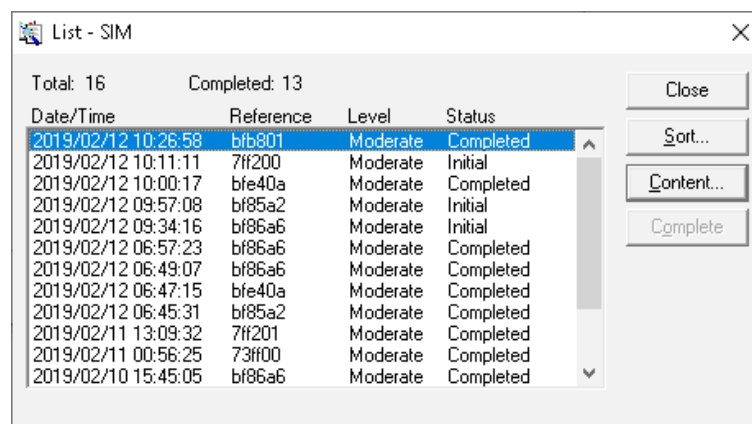 List - SIM
Total: 16 Completed: 13
Close
Date/Time Reference Level Status
2019/02/12 10:26:58 bfb801 Moderate Completed
Sort...
2019/02/12 10:11:11 7ff200 Moderate Initial
2019/02/12 10:00:17 bfe40a Moderate Completed
Content...
2019/02/12 09:57:08 bf85a2 Moderate Initial
2019/02/12 09:34:16 bf86a6 Moderate Initial
Complete
2019/02/12 06:57:23 bf86a6 Moderate Completed
2019/02/12 06:49:07 bf86a6 Moderate Completed
2019/02/12 06:47:15 bfe40a Moderate Completed
2019/02/12 06:45:31 bf85a2 Moderate Completed
2019/02/11 13:09:32 7ff201 Moderate Completed
2019/02/11 00:56:25 73ff00 Moderate Completed
2019/02/10 15:45:05 bf86a6 Moderate Completed